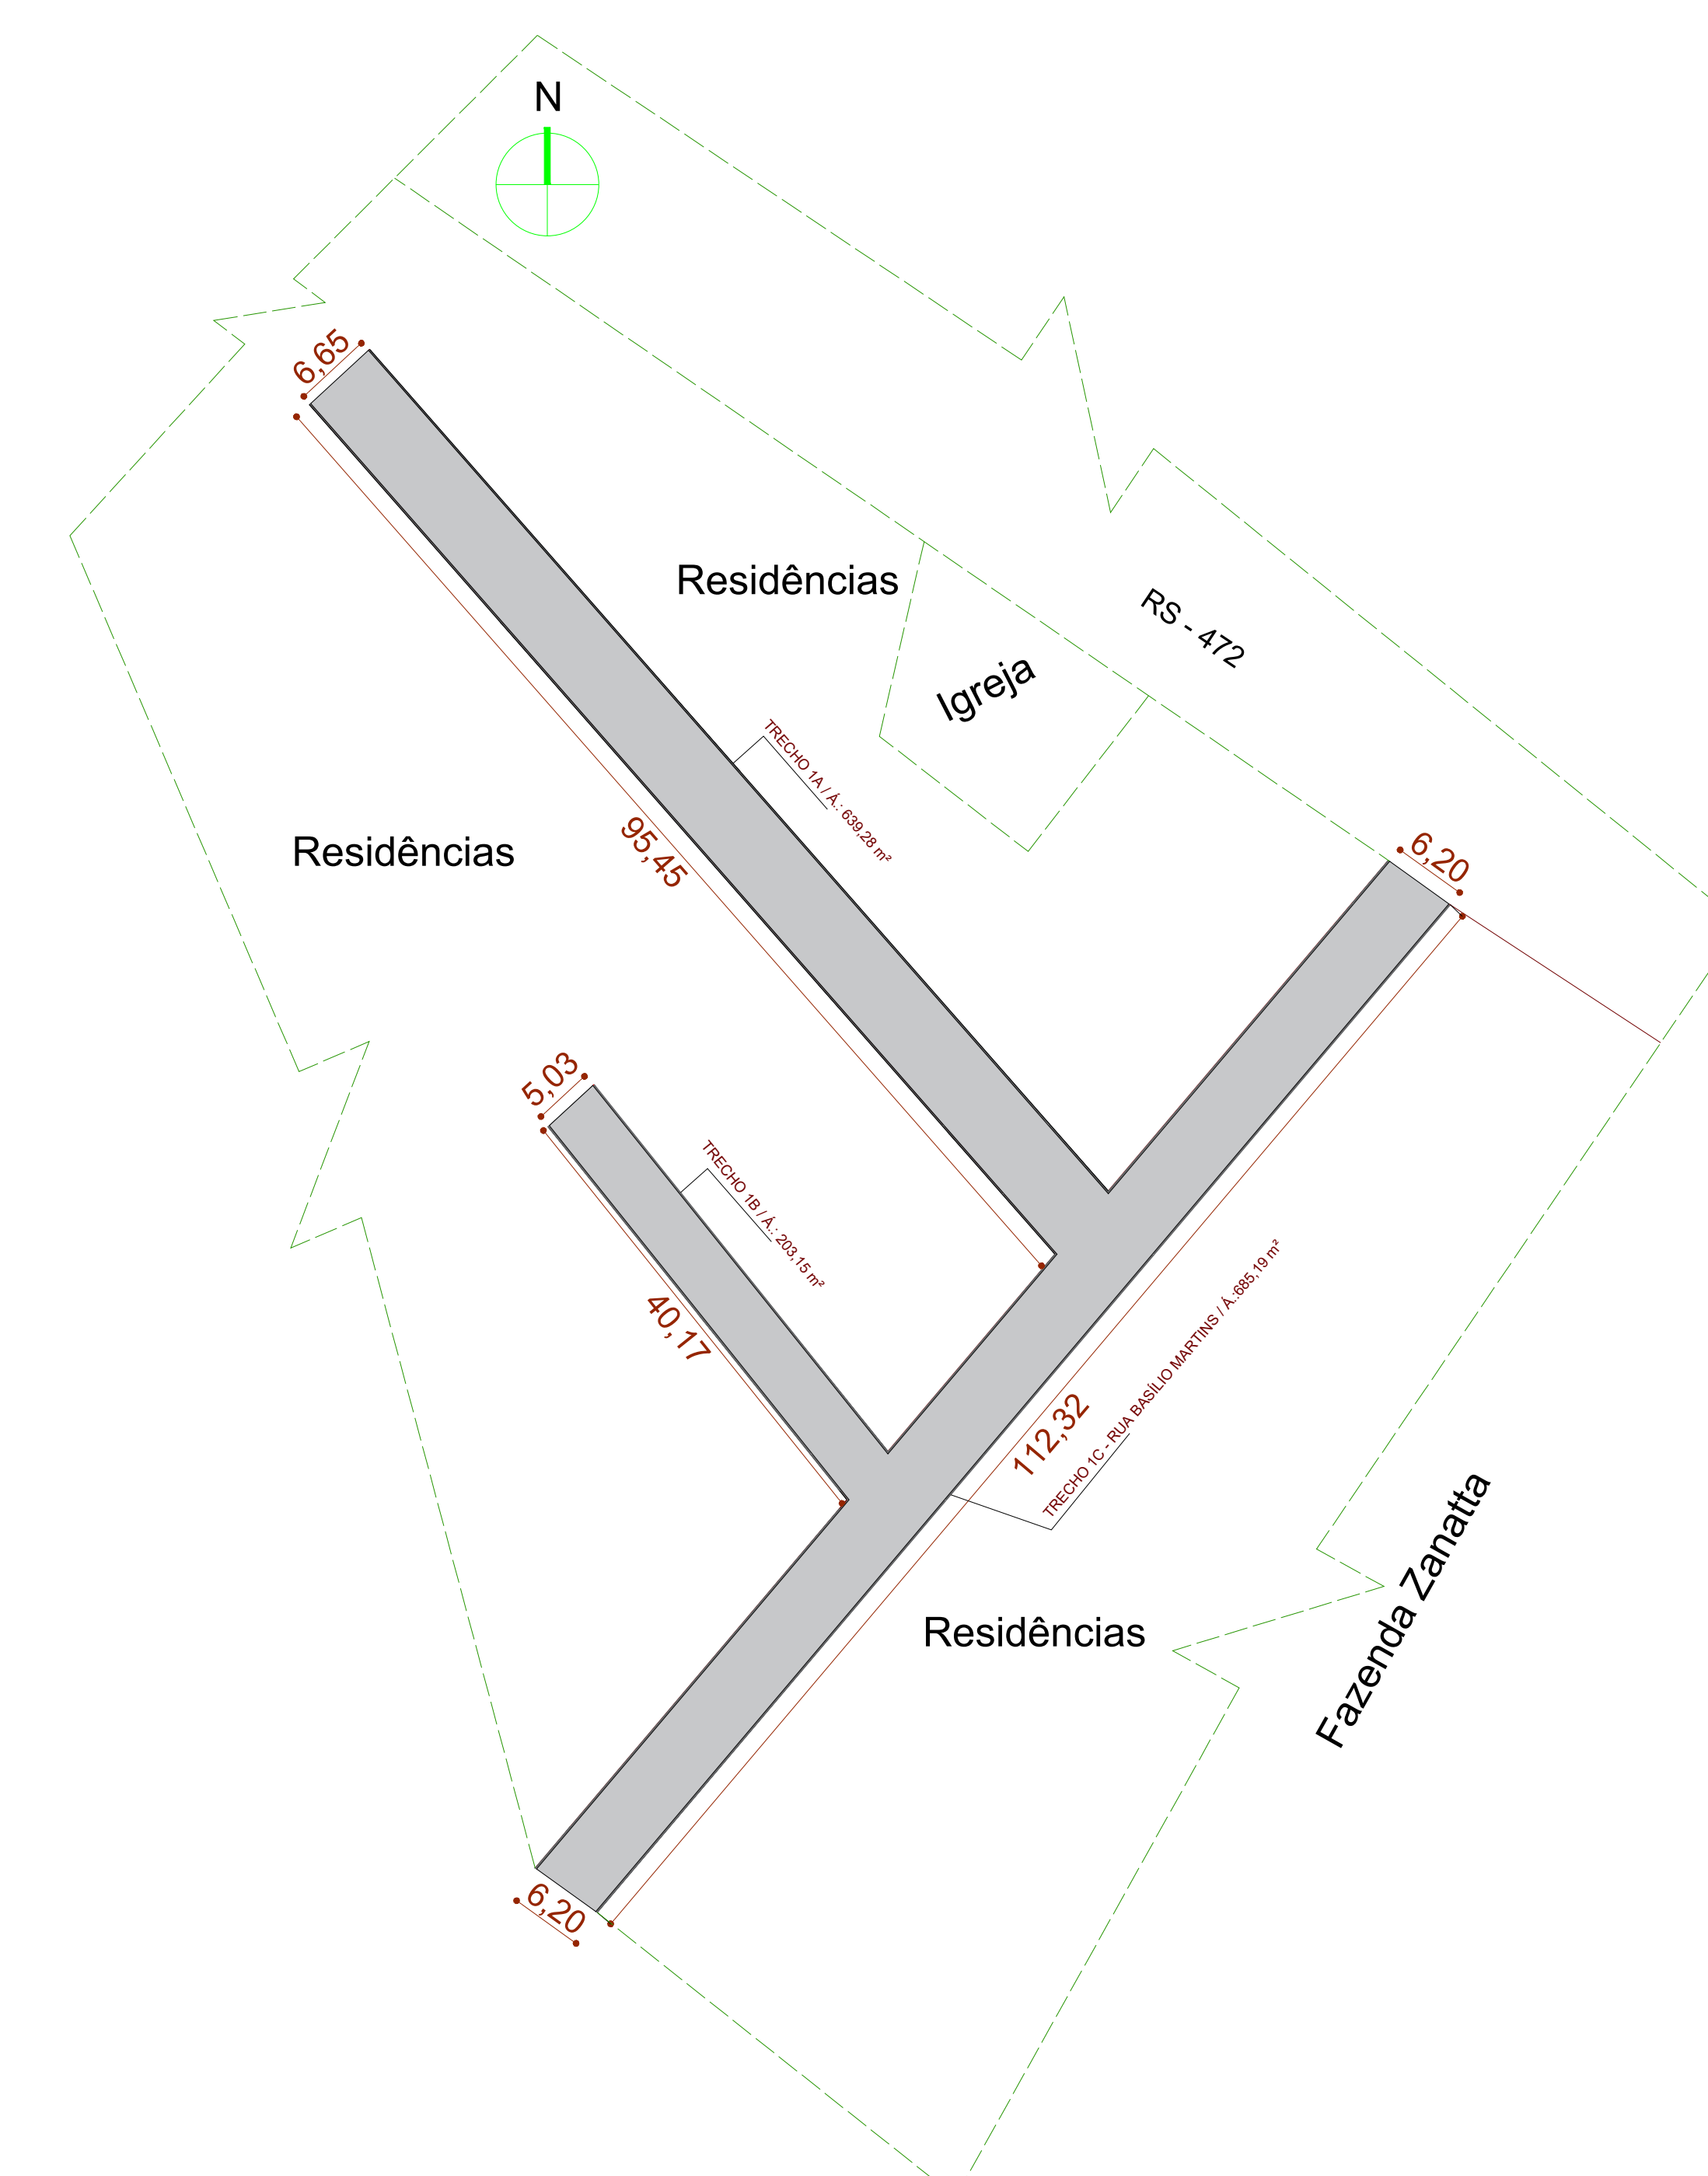 N
6,65
Residências
RS - 472
Igreja
TRECHO 1A / Á.: 639,28 m²
95,45
Residências
6,20
5,03
TRECHO 1B / Á.: 203,15 m²
40,17
112,32
TRECHO 1C - RUA BASÍLIO MARTINS / Á.:685,19 m²
Fazenda Zanatta
Residências
6,20